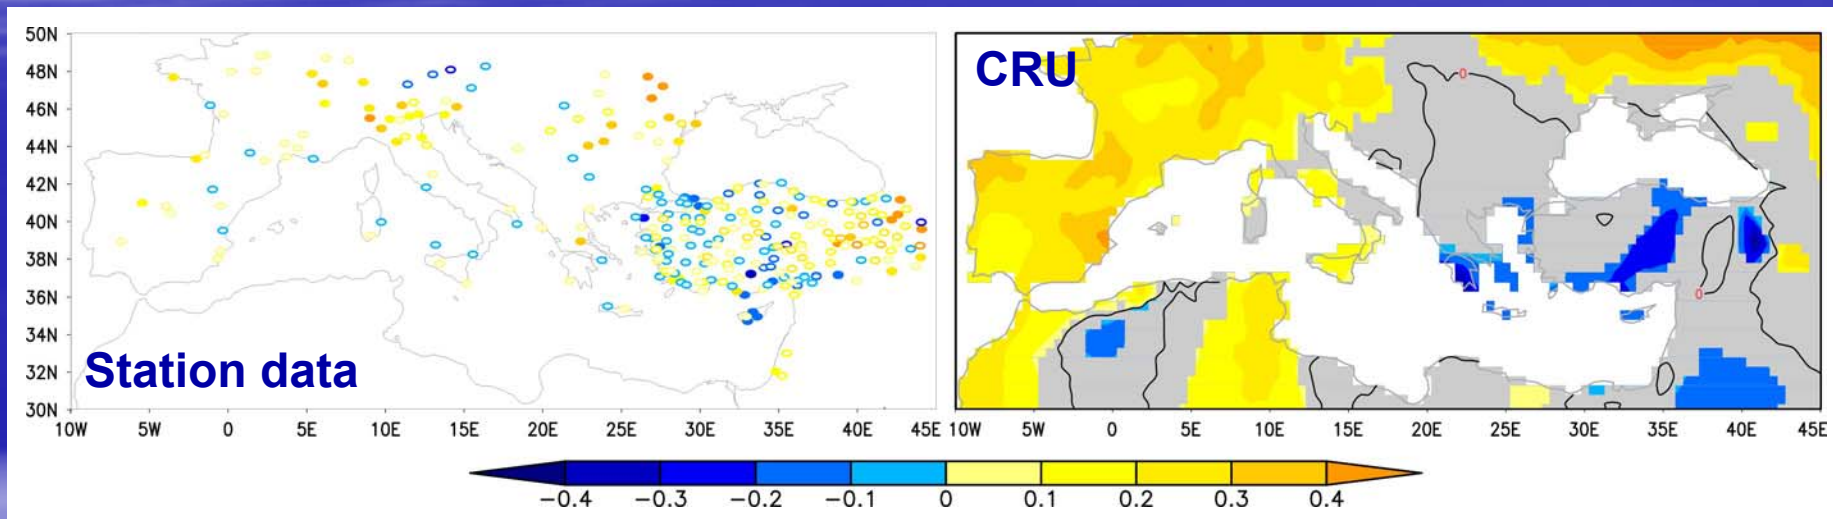 50N
48N
46N
44N
42N
40N
38N
36N
34N
32N
30N
Station data
10W 5W 0 5E 10E 15E 20E 25E 30E 35E 40E 45E
CRU
0
0
10W 5W 0 5E 10E 15E 20E 25E 30E 35E 40E 45E
−0.4 −0.3 −0.2 −0.1 0 0.1 0.2 0.3 0.4